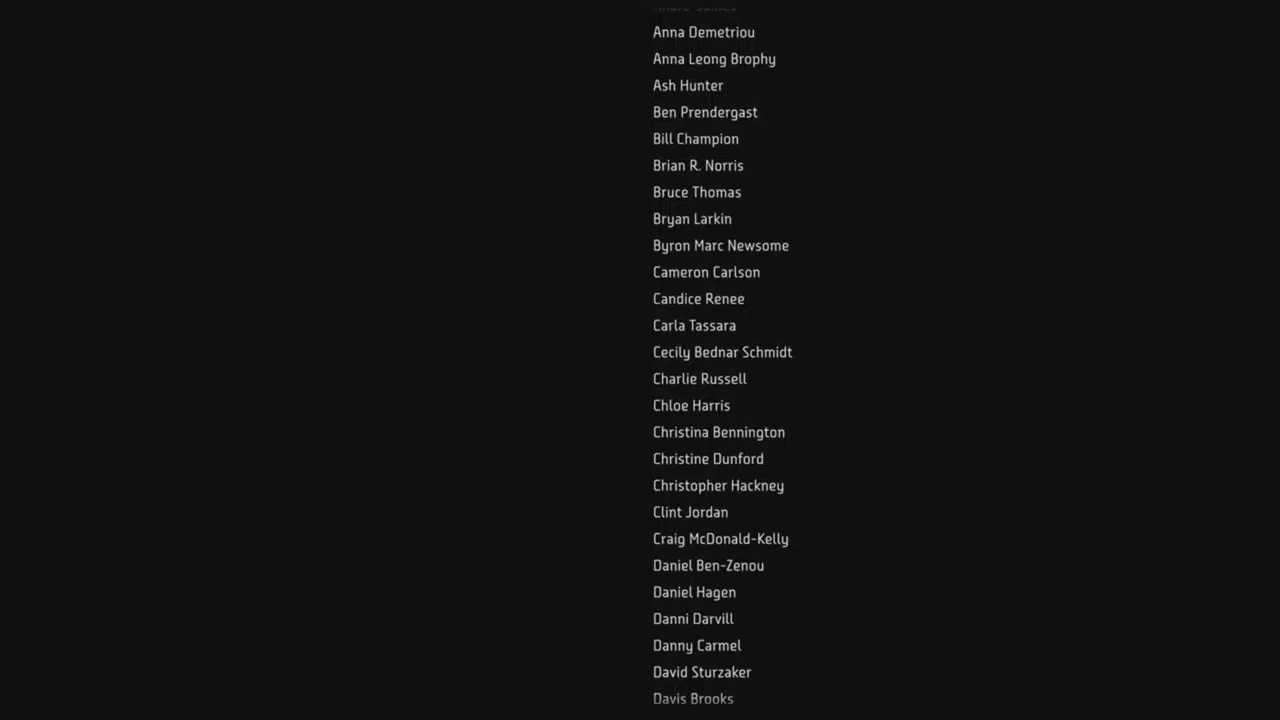 Anna Demetriou
Anna Leong Brophy
Ash Hunter
Ben Prendergast
Bill Champion
Brian R. Norris
Bruce Thomas
Bryan Larkin
Byron Marc Newsome
Cameron Carlson
Candice Renee
Carla Tassara
Cecily Bednar Schmidt
Charlie Russell
Chloe Harris
Christina Bennington
Christine Dunford
Christopher Hackney
Clint Jordan
Craig McDonald-Kelly
Daniel Ben-Zenou
Daniel Hagen
Danni Darvill
Danny Carmel
David Sturzaker
Davis Brooks